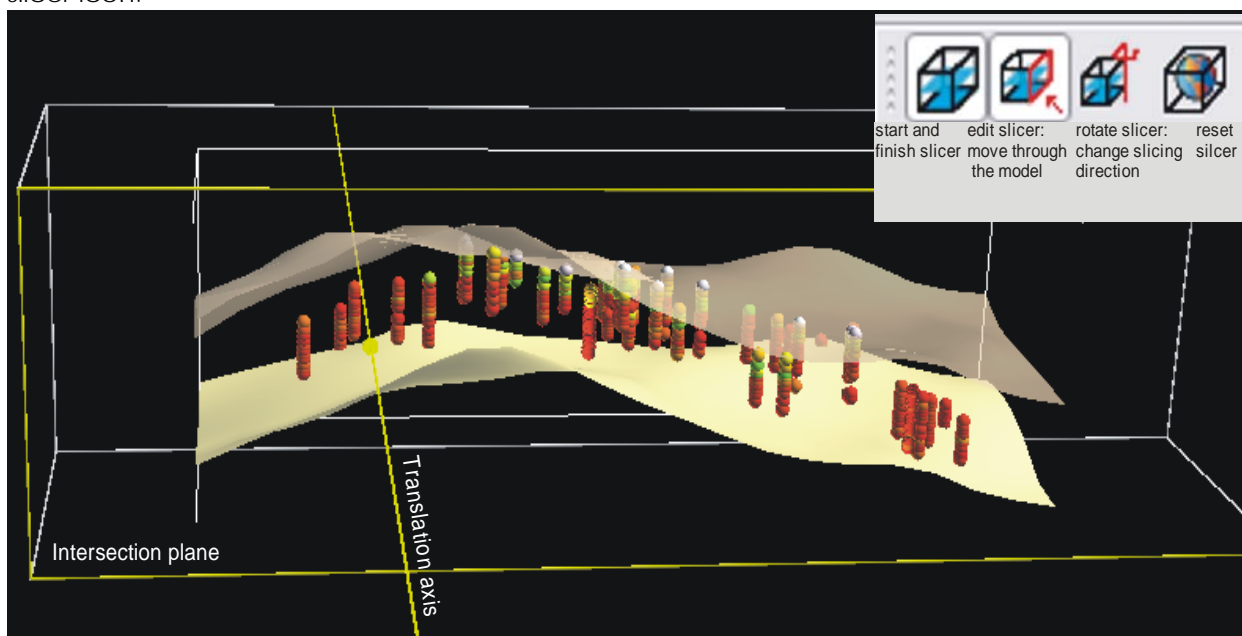 start and
finish slicer
edit slicer:
move through
the model
rotate slicer:
change slicing
direction
reset
silcer
Translation axis
Intersection plane